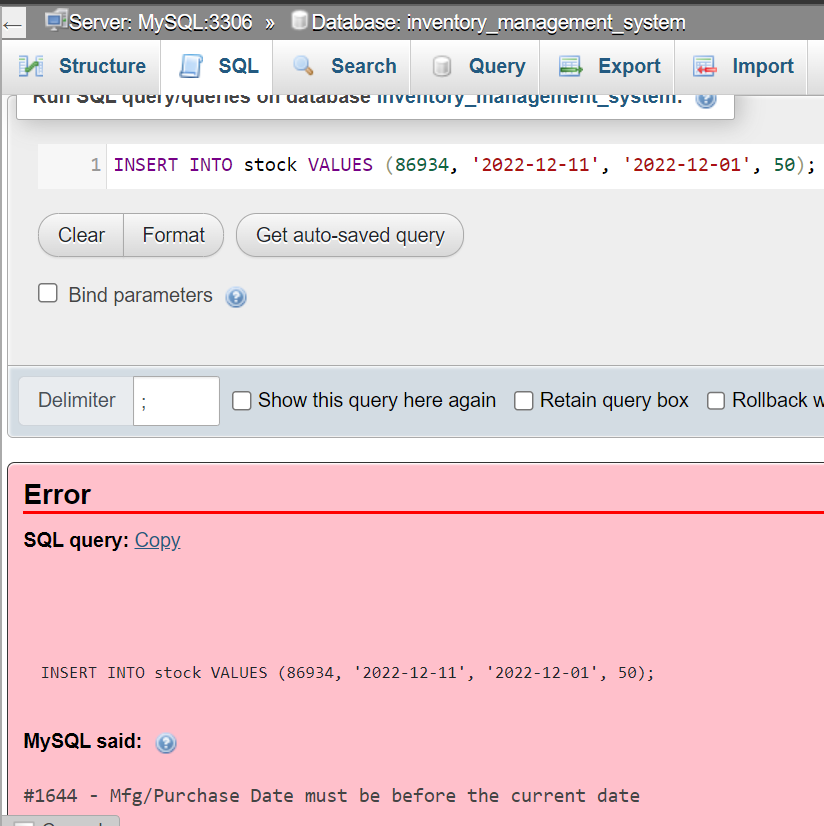 Server: MySQL:3306 » Database: inventory_management_system
Structure SQL Search Query Export Import
Run SQL query/queries on database inventory_management_system:
1 INSERT INTO stock VALUES (86934, '2022-12-11', '2022-12-01', 50);
Clear Format Get auto-saved query
Bind parameters
Delimiter ; Show this query here again Retain query box Rollback
Error
SQL query: Copy
INSERT INTO stock VALUES (86934, '2022-12-11', '2022-12-01', 50);
MySQL said:
#1644 - Mfg/Purchase Date must be before the current date